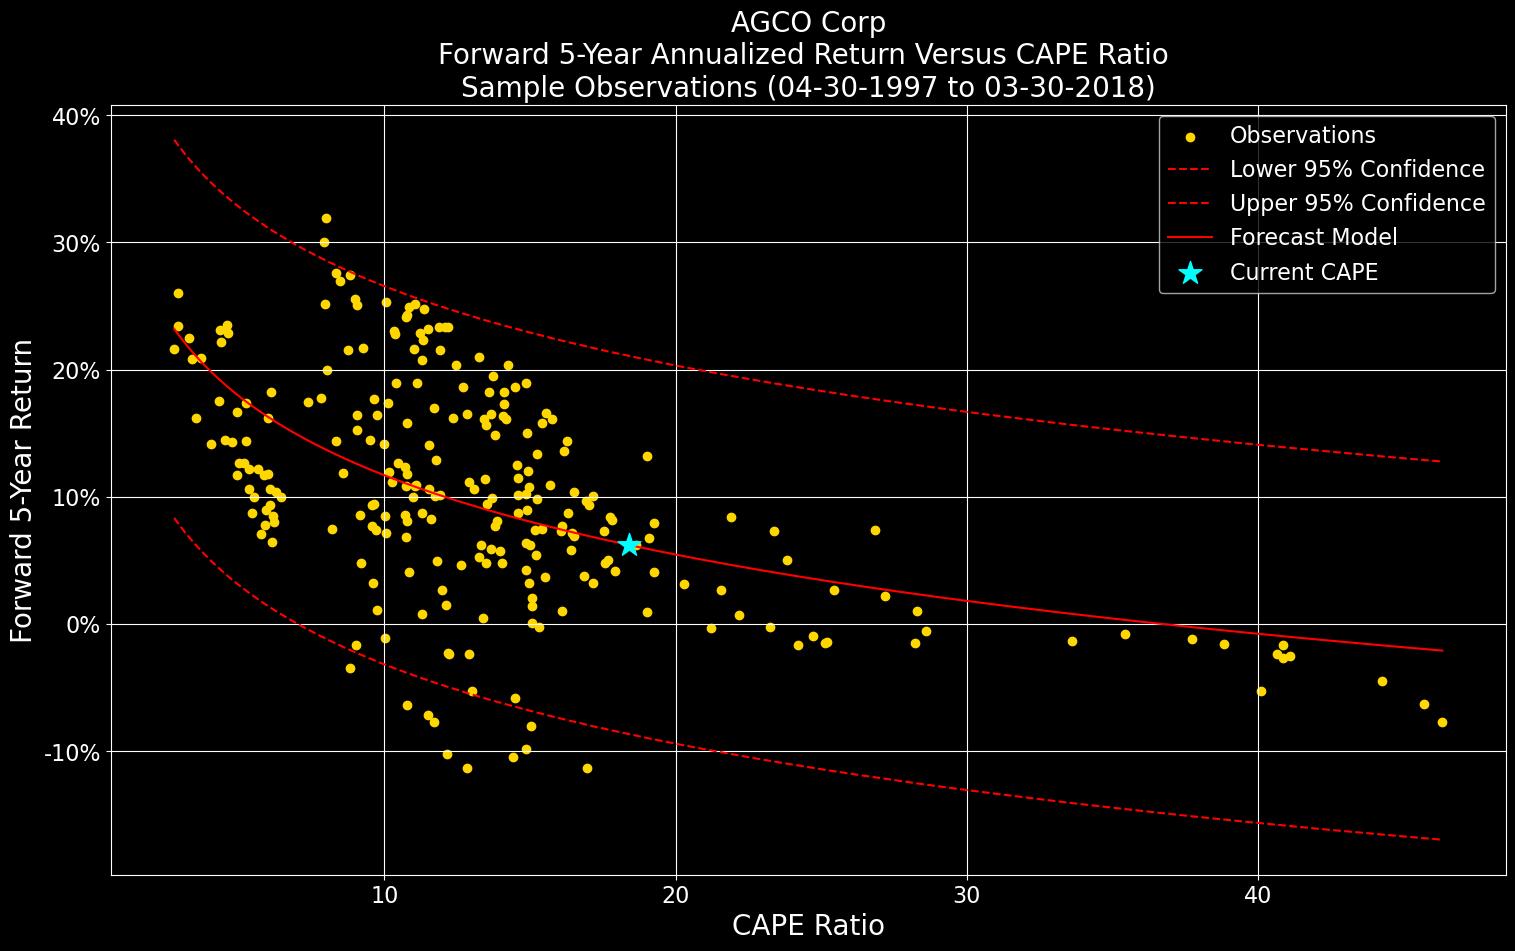 AGCO Corp
Forward 5-Year Annualized Return Versus CAPE Ratio
Sample Observations (04-30-1997 to 03-30-2018)
Observations
Lower 95% Confidence
Upper 95% Confidence
Forecast Model
Current CAPE
Forward 5-Year Return
40%
30%
20%
10%
0%
-10%
10
20
30
40
CAPE Ratio